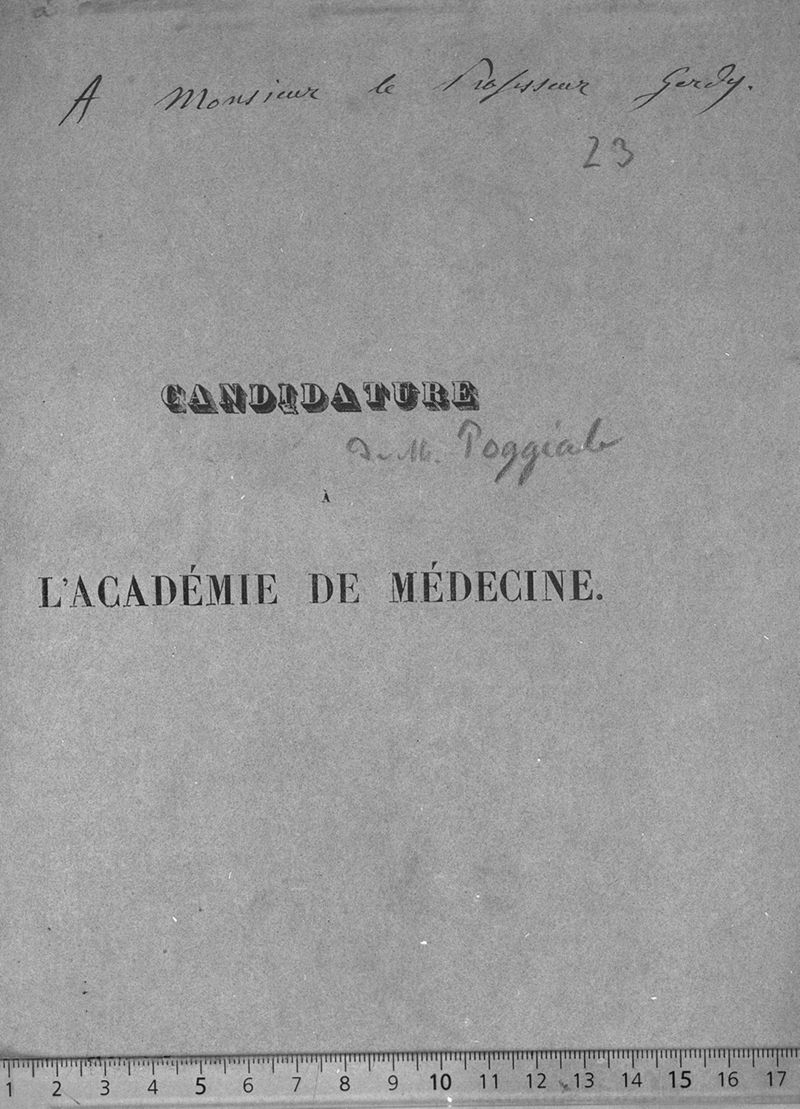 A Monsieur le Professeur Gerdy.
23
CANDIDATURE
De M. Poggiale
À
L'ACADÉMIE DE MÉDECINE.
1 2 3 4 5 6 7 8 9 10 11 12 13 14 15 16 17